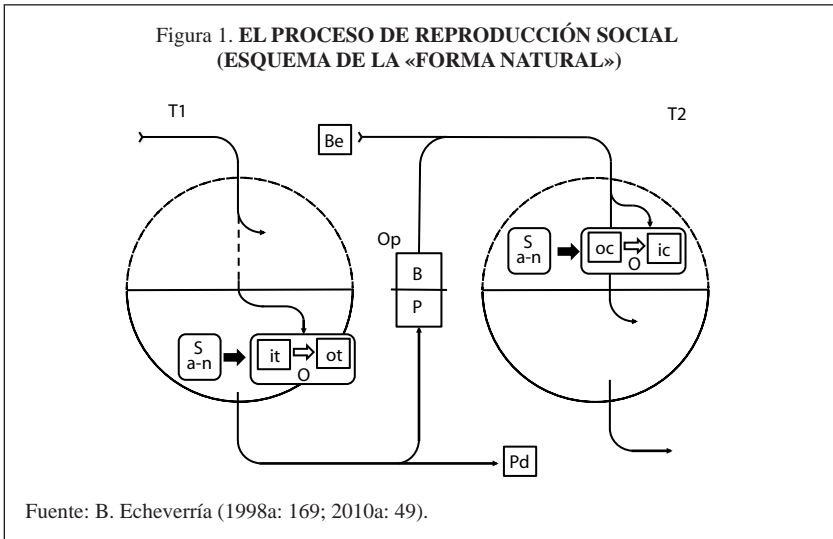 Figura 1. EL PROCESO DE REPRODUCCIÓN SOCIAL
(ESQUEMA DE LA «FORMA NATURAL»)
T1
T2
Be
Op
B
P
S
a-n
oc
ic
O
S
a-n
it
ot
O
Pd
Fuente: B. Echeverría (1998a: 169; 2010a: 49).